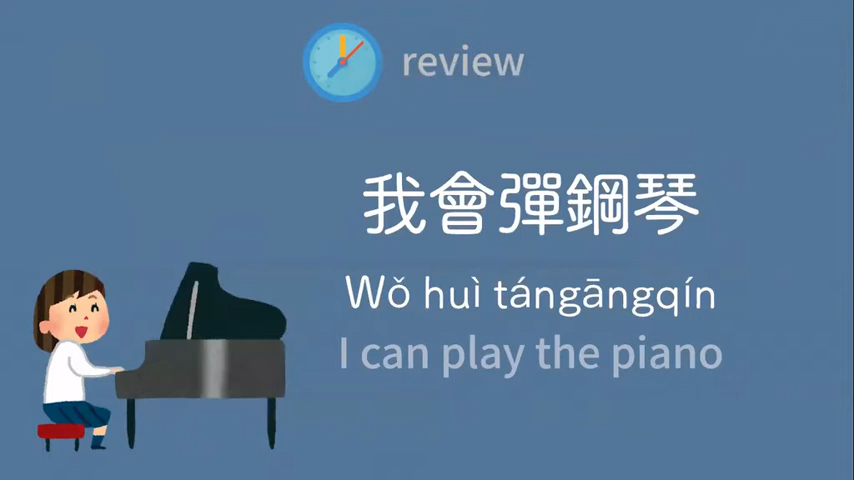 review
我會彈鋼琴
Wǒ huì tángāngqín
I can play the piano